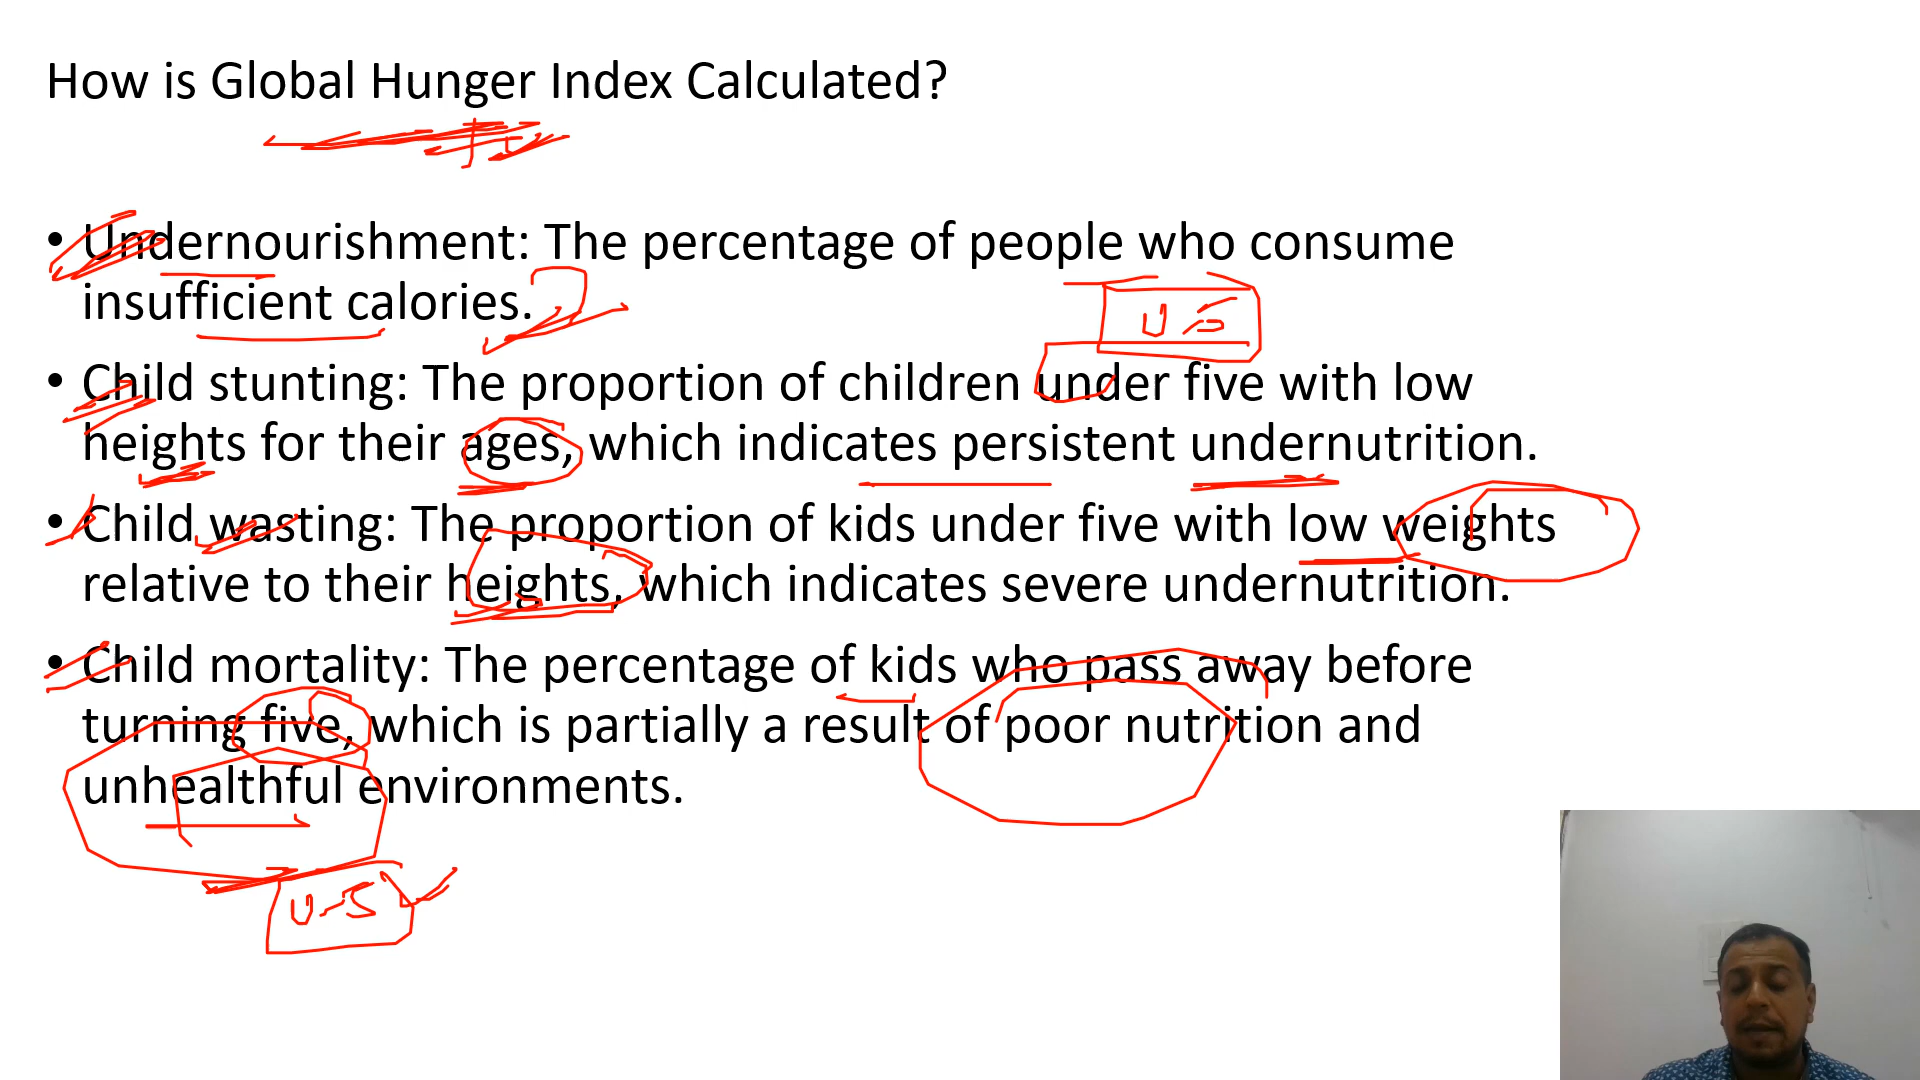 How is Global Hunger Index Calculated?
• Undernourishment: The percentage of people who consume
insufficient calories.
U-5
• Child stunting: The proportion of children under five with low
heights for their ages, which indicates persistent undernutrition.
• Child wasting: The proportion of kids under five with low weights
relative to their heights, which indicates severe undernutrition.
• Child mortality: The percentage of kids who pass away before
turning five, which is partially a result of poor nutrition and
unhealthful environments.
U-5